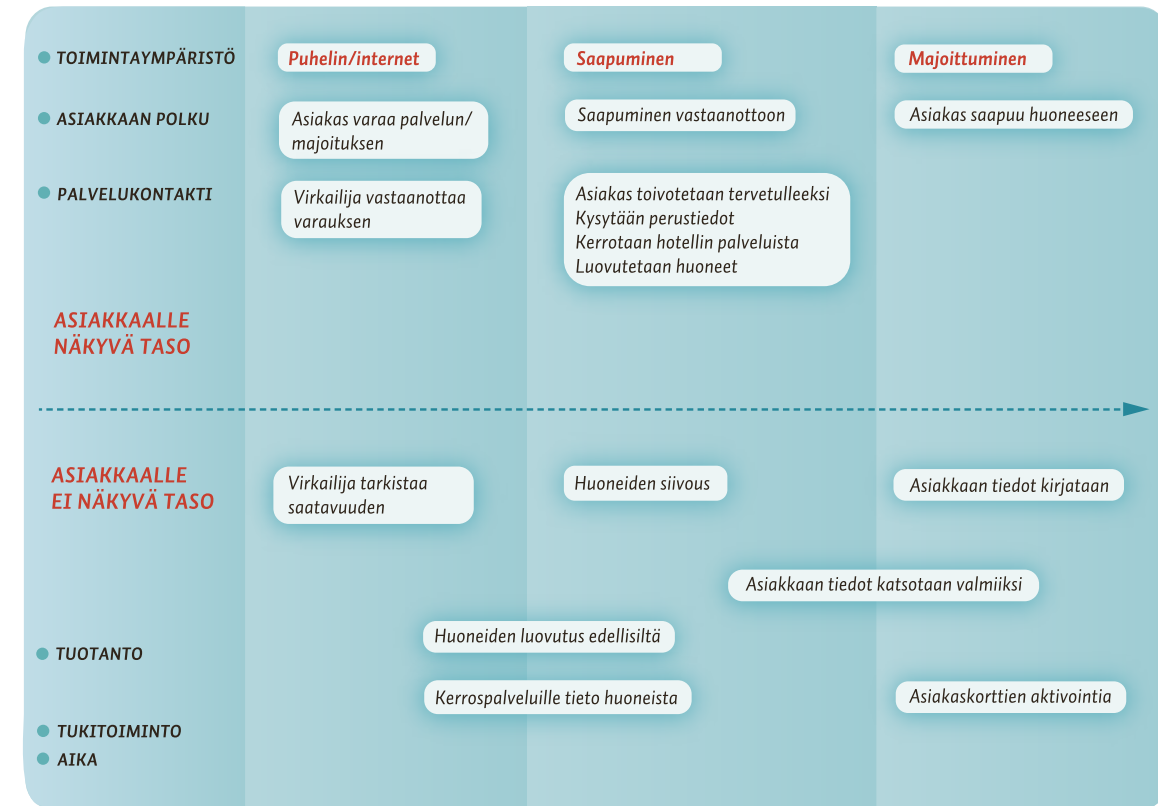 TOIMINTAYMPÄRISTÖ
Puhelin/internet
Saapuminen
Majoittuminen
ASIAKKAAN POLKU
Asiakas varaa palvelun/
majoituksen
Saapuminen vastaanottoon
Asiakas saapuu huoneeseen
PALVELUKONTAKTI
Virkailija vastaanottaa
varauksen
Asiakas toivotetaan tervetulleeksi
Kysytään perustiedot
Kerrotaan hotellin palveluista
Luovutetaan huoneet
ASIAKKAALLE
NÄKYVÄ TASO
ASIAKKAALLE
EI NÄKYVÄ TASO
Virkailija tarkistaa
saatavuuden
Huoneiden siivous
Asiakkaan tiedot kirjataan
Asiakkaan tiedot katsotaan valmiiksi
Huoneiden luovutus edellisiltä
TUOTANTO
Kerrospalveluille tieto huoneista
Asiakaskorttien aktivointia
TUKITOIMINTO
AIKA